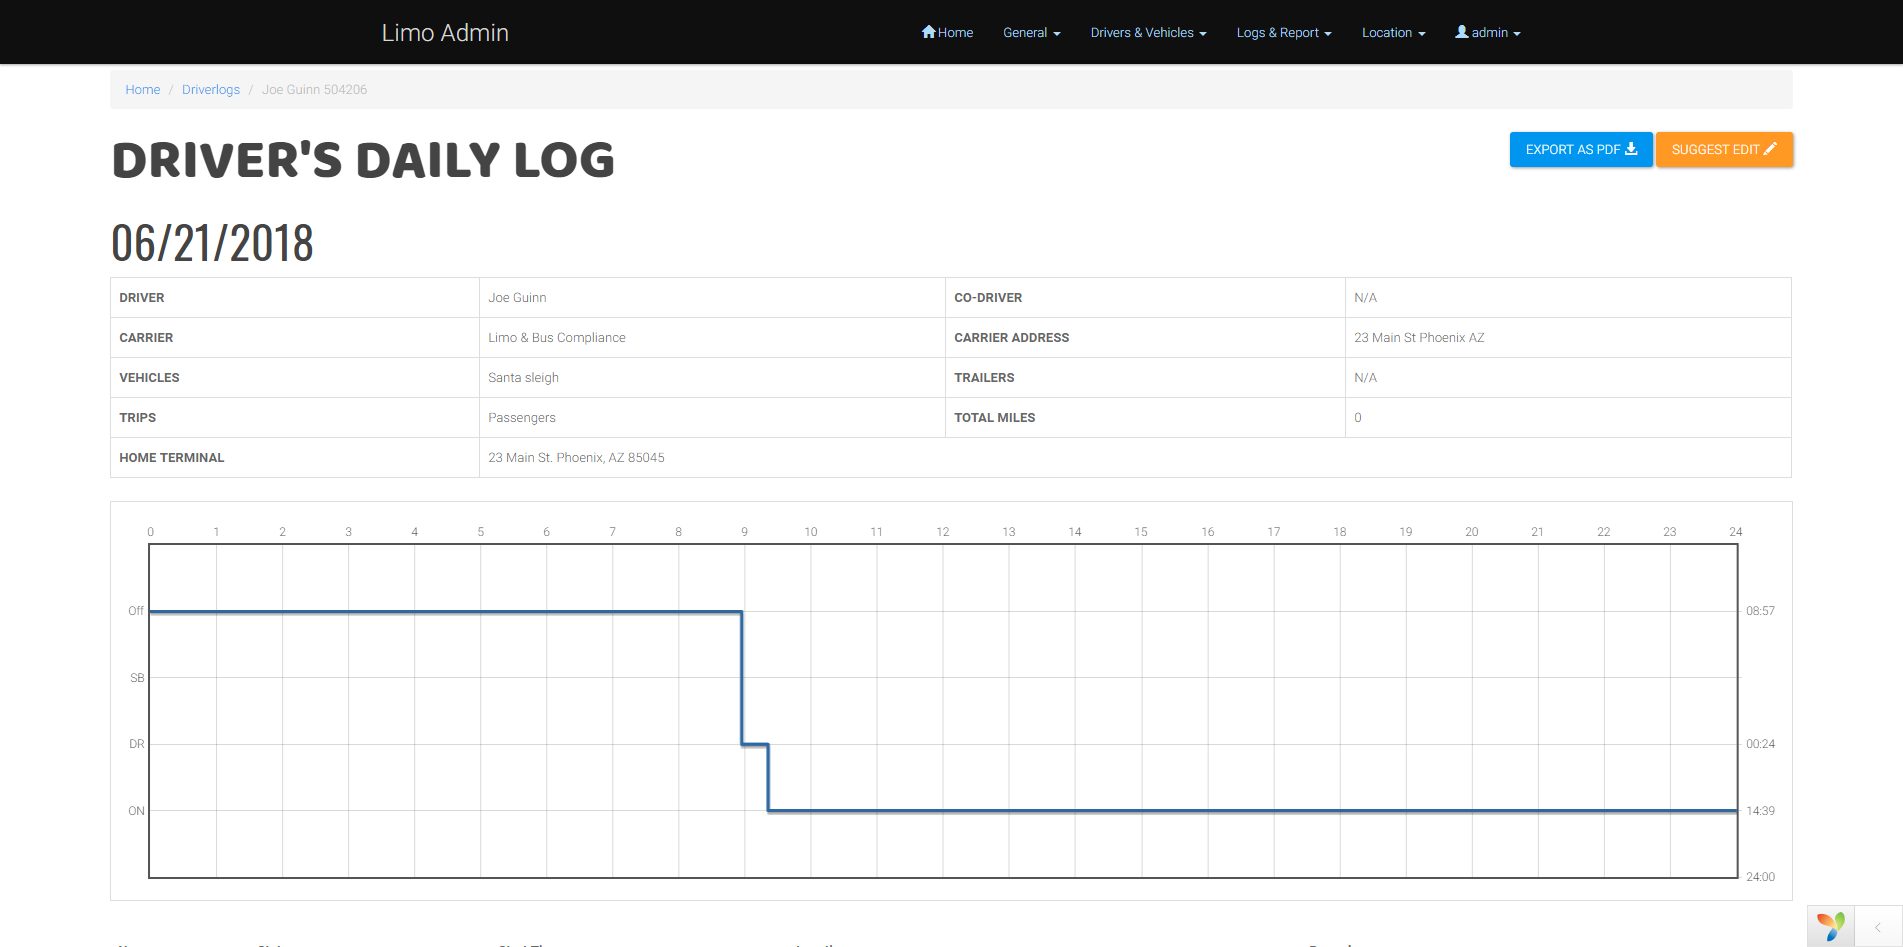 Limo Admin Home General Drivers & Vehicles Logs & Report Location admin
Home / Driverlogs / Joe Guinn 504206
DRIVER'S DAILY LOG
EXPORT AS PDF SUGGEST EDIT
06/21/2018
DRIVER Joe Guinn CO-DRIVER N/A
CARRIER Limo & Bus Compliance CARRIER ADDRESS 23 Main St Phoenix AZ
VEHICLES Santa sleigh TRAILERS N/A
TRIPS Passengers TOTAL MILES 0
HOME TERMINAL 23 Main St. Phoenix, AZ 85045
0 1 2 3 4 5 6 7 8 9 10 11 12 13 14 15 16 17 18 19 20 21 22 23 24
Off 08:57
SB
DR 00:24
ON 14:39
24:00